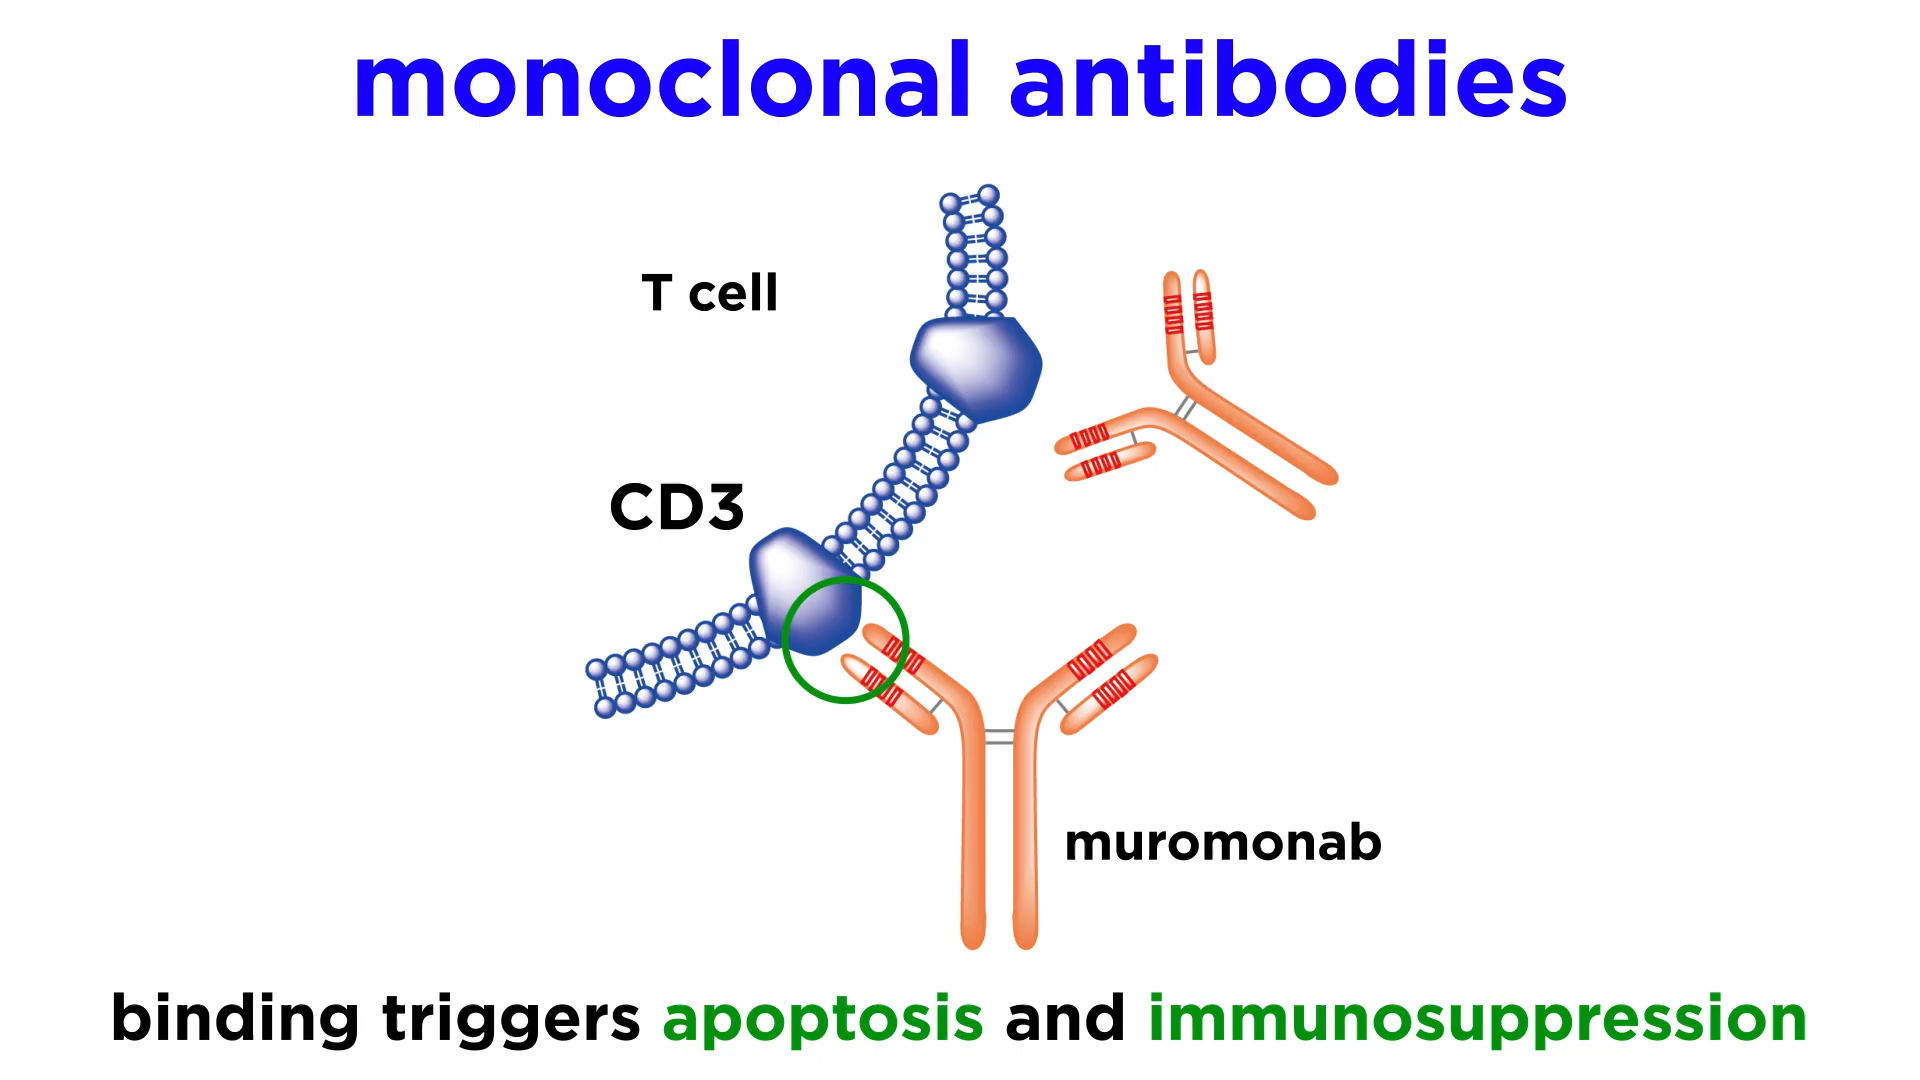 monoclonal antibodies
T cell
CD3
muromonab
binding triggers apoptosis and immunosuppression